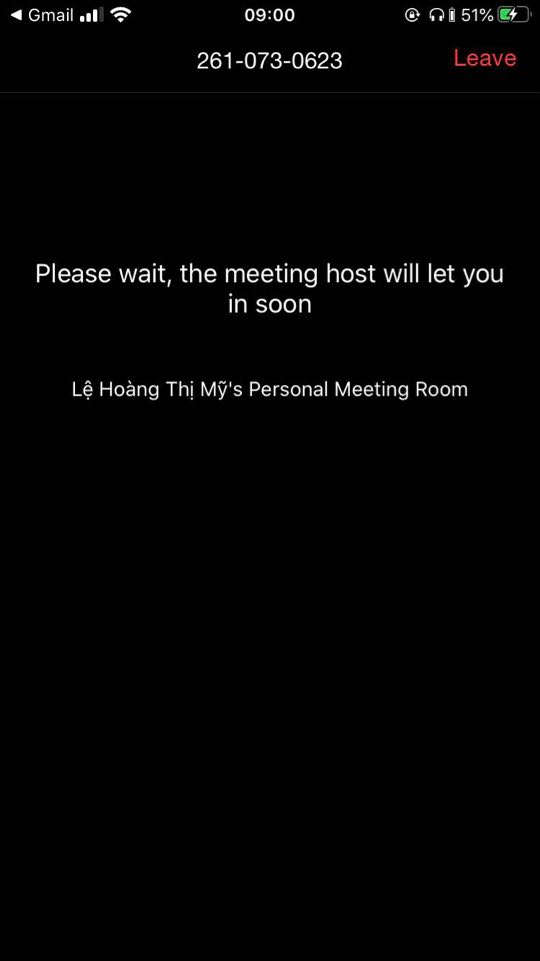 Gmail 09:00 51%
261-073-0623 Leave
Please wait, the meeting host will let you
in soon
Lệ Hoàng Thị Mỹ's Personal Meeting Room